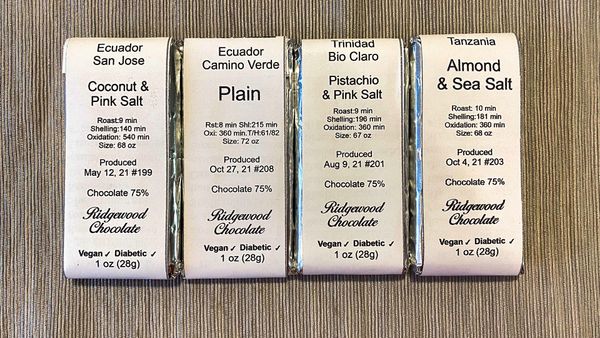 Ecuador
San Jose
Coconut &
Pink Salt
Roast:9 min
Shelling:140 min
Oxidation: 540 min
Size: 68 oz
Produced
May 12, 21 #199
Chocolate 75%
Ridgewood
Chocolate
Vegan ✓ Diabetic ✓
1 oz (28g)
Ecuador
Camino Verde
Plain
Rst:8 min Shl:215 min
Oxi: 360 min,T/H:61/82
Size: 72 oz
Produced
Oct 27, 21 #208
Chocolate 75%
Ridgewood
Chocolate
Vegan ✓ Diabetic ✓
1 oz (28g)
Trinidad
Bio Claro
Pistachio
& Pink Salt
Roast:9 min
Shelling:196 min
Oxidation: 360 min
Size: 67 oz
Produced
Aug 9, 21 #201
Chocolate 75%
Ridgewood
Chocolate
Vegan ✓ Diabetic ✓
1 oz (28g)
Tanzania
Almond
& Sea Salt
Roast: 10 min
Shelling:181 min
Oxidation: 360 min
Size: 68 oz
Produced
Oct 4, 21 #203
Chocolate 75%
Ridgewood
Chocolate
Vegan ✓ Diabetic ✓
1 oz (28g)